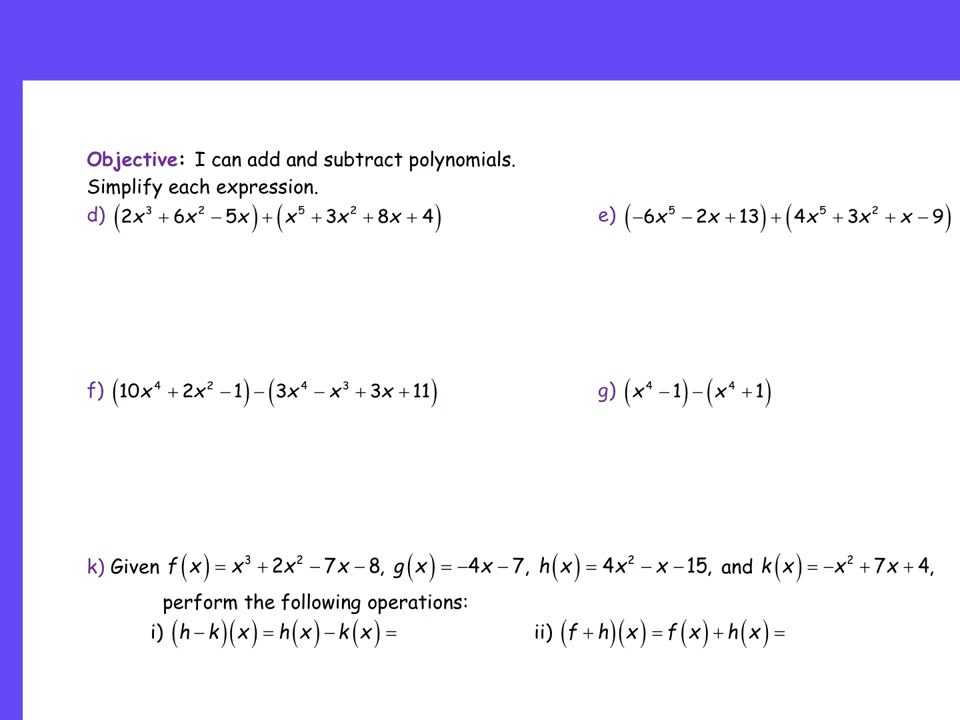 Objective: I can add and subtract polynomials.
Simplify each expression.
d) (2x³ + 6x² − 5x) + (x⁵ + 3x² + 8x + 4)
e) (−6x⁵ − 2x + 13) + (4x⁵ + 3x² + x − 9)
f) (10x⁴ + 2x² − 1) − (3x⁴ − x³ + 3x + 11)
g) (x⁴ − 1) − (x⁴ + 1)
k) Given f(x) = x³ + 2x² − 7x − 8, g(x) = −4x − 7, h(x) = 4x² − x − 15, and k(x) = −x² + 7x + 4,
perform the following operations:
i) (h − k)(x) = h(x) − k(x) =
ii) (f + h)(x) = f(x) + h(x) =